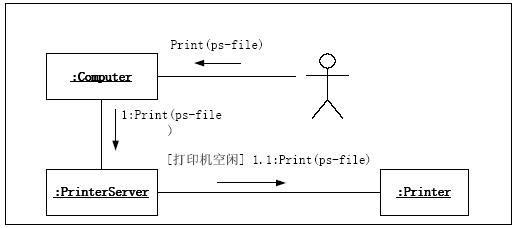 Print(ps-file)
:Computer
1:Print(ps-file
)
[打印机空闲] 1.1:Print(ps-file)
:PrinterServer
:Printer